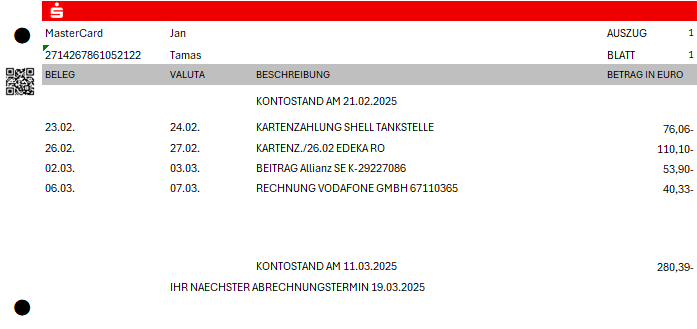 MasterCard Jan AUSZUG 1
2714267861052122 Tamas BLATT 1
BELEG VALUTA BESCHREIBUNG BETRAG IN EURO
KONTOSTAND AM 21.02.2025
23.02. 24.02. KARTENZAHLUNG SHELL TANKSTELLE 76,06-
26.02. 27.02. KARTENZ./26.02 EDEKA RO 110,10-
02.03. 03.03. BEITRAG Allianz SE K-29227086 53,90-
06.03. 07.03. RECHNUNG VODAFONE GMBH 67110365 40,33-
KONTOSTAND AM 11.03.2025 280,39-
IHR NAECHSTER ABRECHNUNGSTERMIN 19.03.2025